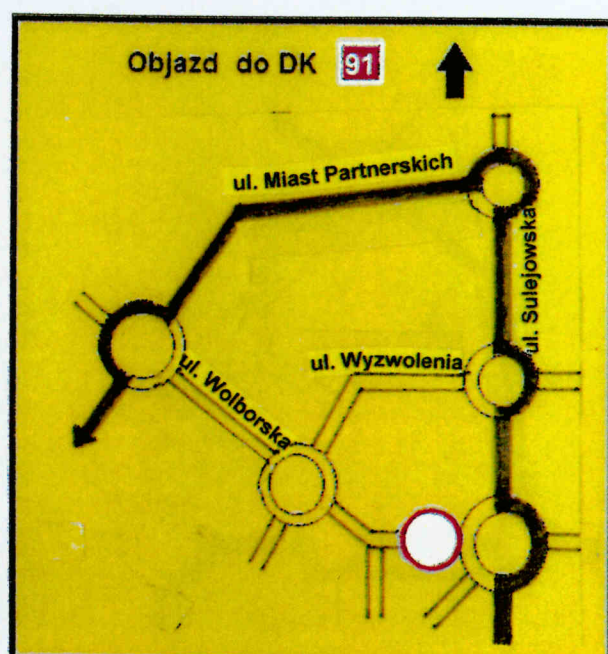 Objazd do DK 91
ul. Miast Partnerskich
ul. Sulejowska
ul. Wyzwolenia
ul. Wolborska